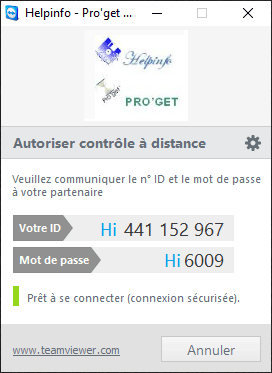 Helpinfo - Pro'get ...
Helpinfo
Pro'get
PRO'GET
Autoriser contrôle à distance
Veuillez communiquer le n° ID et le mot de passe
à votre partenaire
Votre ID Hi 441 152 967
Mot de passe Hi 6009
Prêt à se connecter (connexion sécurisée).
www.teamviewer.com Annuler